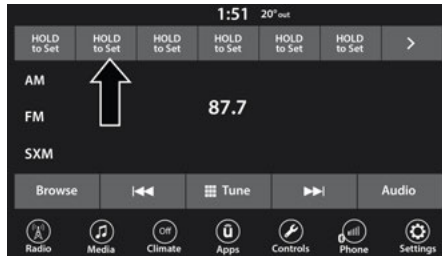 1:51 20°out
HOLD HOLD HOLD HOLD HOLD HOLD
to Set to Set to Set to Set to Set to Set
AM
87.7
FM
SXM
Browse Tune Audio
Off ū
Radio Media Climate Apps Controls Phone Settings